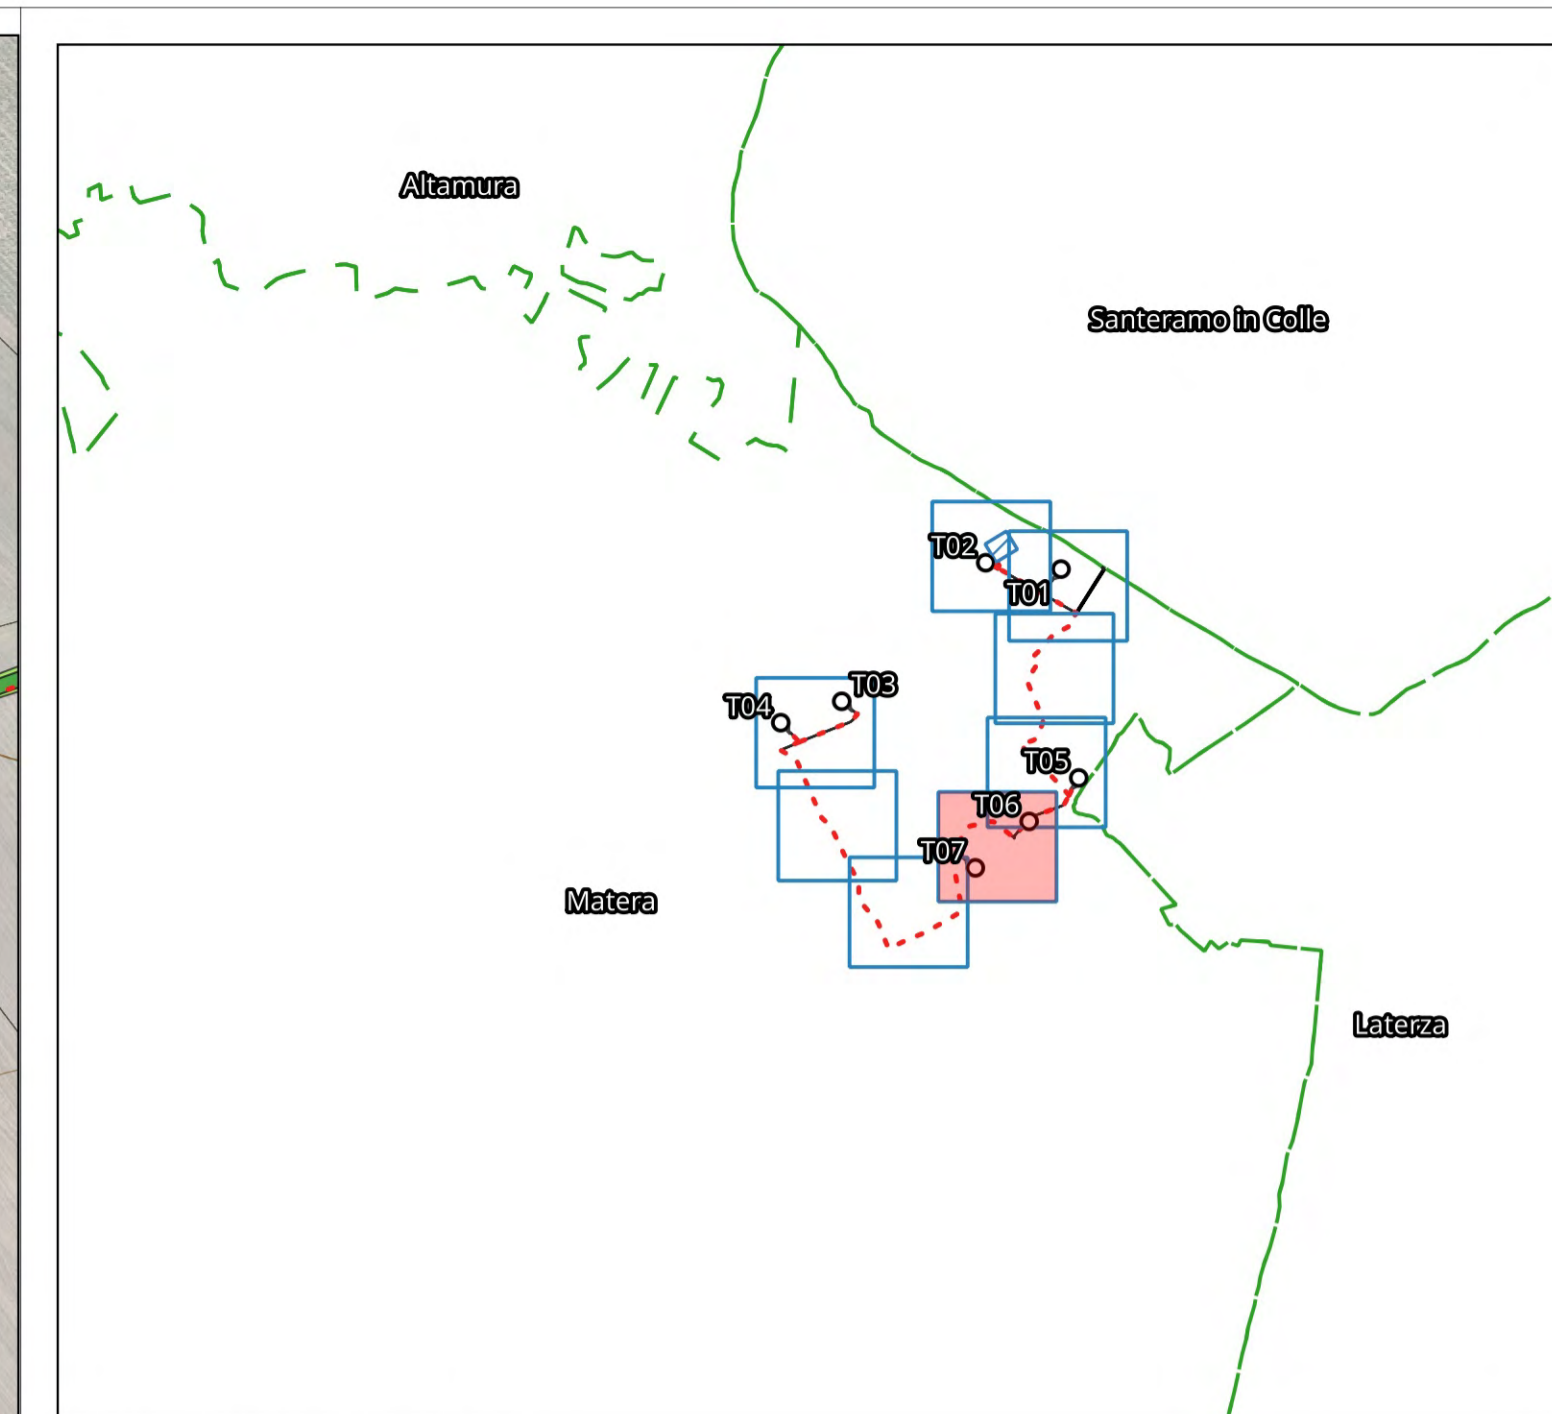 Altamura
Santeramo in Colle
T02
T01
T03
T04
T05
T06
T07
Matera
Laterza